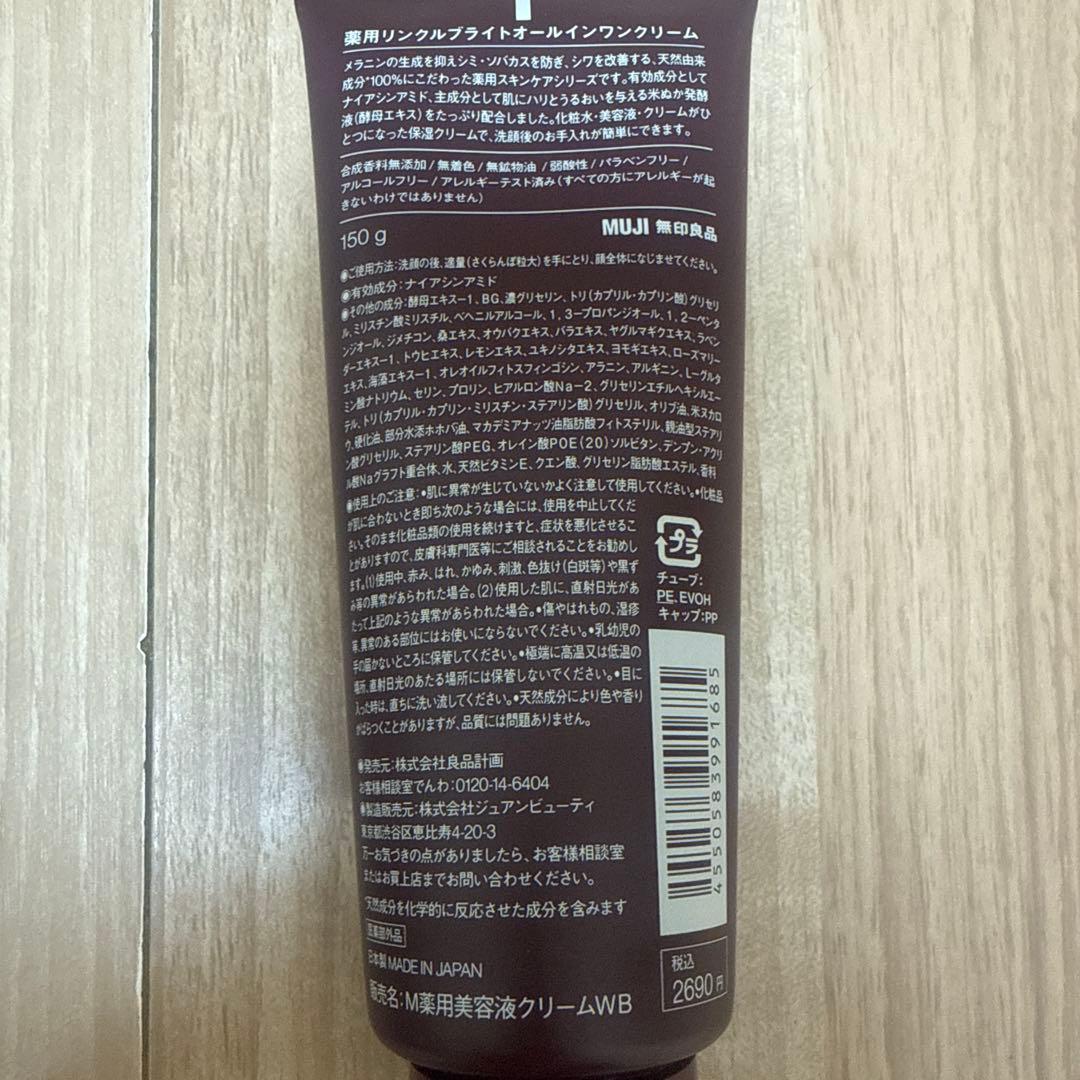 薬用リンクルブライトオールインワンクリーム
メラニンの生成を抑えシミ・ソバカスを防ぎ、シワを改善する、天然由来
成分*100%にこだわった薬用スキンケアシリーズです。有効成分として
ナイアシンアミド、主成分として肌にハリとうるおいを与える米ぬか発酵
液(酵母エキス)をたっぷり配合しました。化粧水・美容液・クリームがひ
とつになった保湿クリームで、洗顔後のお手入れが簡単にできます。
合成香料無添加/無着色/無鉱物油/弱酸性/パラベンフリー/
アルコールフリー/アレルギーテスト済み(すべての方にアレルギーが起
きないわけではありません)
150g
MUJI 無印良品
●ご使用方法:洗顔の後、適量(さくらんぼ粒大)を手にとり、顔全体になじませてください。
●有効成分:ナイアシンアミド
●その他の成分:酵母エキス－1、BG、濃グリセリン、トリ(カプリル・カプリン酸)グリセリ
ル、ミリスチン酸ミリスチル、ベヘニルアルコール、1,3－プロパンジオール、1,2－ペンタ
ンジオール、ジメチコン、桑エキス、オウバクエキス、バラエキス、ヤグルマギクエキス、ラベン
ダーエキス－1、トウヒエキス、レモンエキス、ユキノシタエキス、ヨモギエキス、ローズマリー
エキス、海藻エキス－1、オレオイルフィトスフィンゴシン、アラニン、アルギニン、L－グルタ
ミン酸ナトリウム、セリン、プロリン、ヒアルロン酸Na－2、グリセリンエチルヘキシルエー
テル、トリ(カプリル・カプリン・ミリスチン・ステアリン酸)グリセリル、オリブ油、米ヌカロ
ウ、硬化油、部分水添ホホバ油、マカデミアナッツ油脂肪酸フィトステリル、親油型ステアリ
ン酸グリセリル、ステアリン酸PEG、オレイン酸POE(20)ソルビタン、デンプン・アクリ
ル酸Naグラフト重合体、水、天然ビタミンE、クエン酸、グリセリン脂肪酸エステル、香料
●使用上のご注意:•肌に異常が生じていないかよく注意して使用してください。•化粧品
が肌に合わないとき即ち次のような場合には、使用を中止してくだ
さい。そのまま化粧品類の使用を続けますと、症状を悪化させるこ
とがありますので、皮膚科専門医等にご相談されることをお勧めし
ます。(1)使用中、赤み、はれ、かゆみ、刺激、色抜け(白斑等)や黒ず
み等の異常があらわれた場合。(2)使用した肌に、直射日光があ
たって上記のような異常があらわれた場合。•傷やはれもの、湿疹
等、異常のある部位にはお使いにならないでください。•乳幼児の
手の届かないところに保管してください。•極端に高温又は低温の
場所、直射日光のあたる場所には保管しないでください。•目に
入った時は、直ちに洗い流してください。•天然成分により色や香り
がばらつくことがありますが、品質には問題ありません。
プラ
チューブ:
PE、EVOH
キャップ:PP
4550583991685
●発売元:株式会社良品計画
お客様相談室でんわ:0120-14-6404
●製造販売元:株式会社ジュアンビューティ
東京都渋谷区恵比寿4-20-3
万一お気づきの点がありましたら、お客様相談室
またはお買上店までお問い合わせください。
*天然成分を化学的に反応させた成分を含みます
医薬部外品
日本製 MADE IN JAPAN
販売名:M薬用美容液クリームWB
税込
2690円